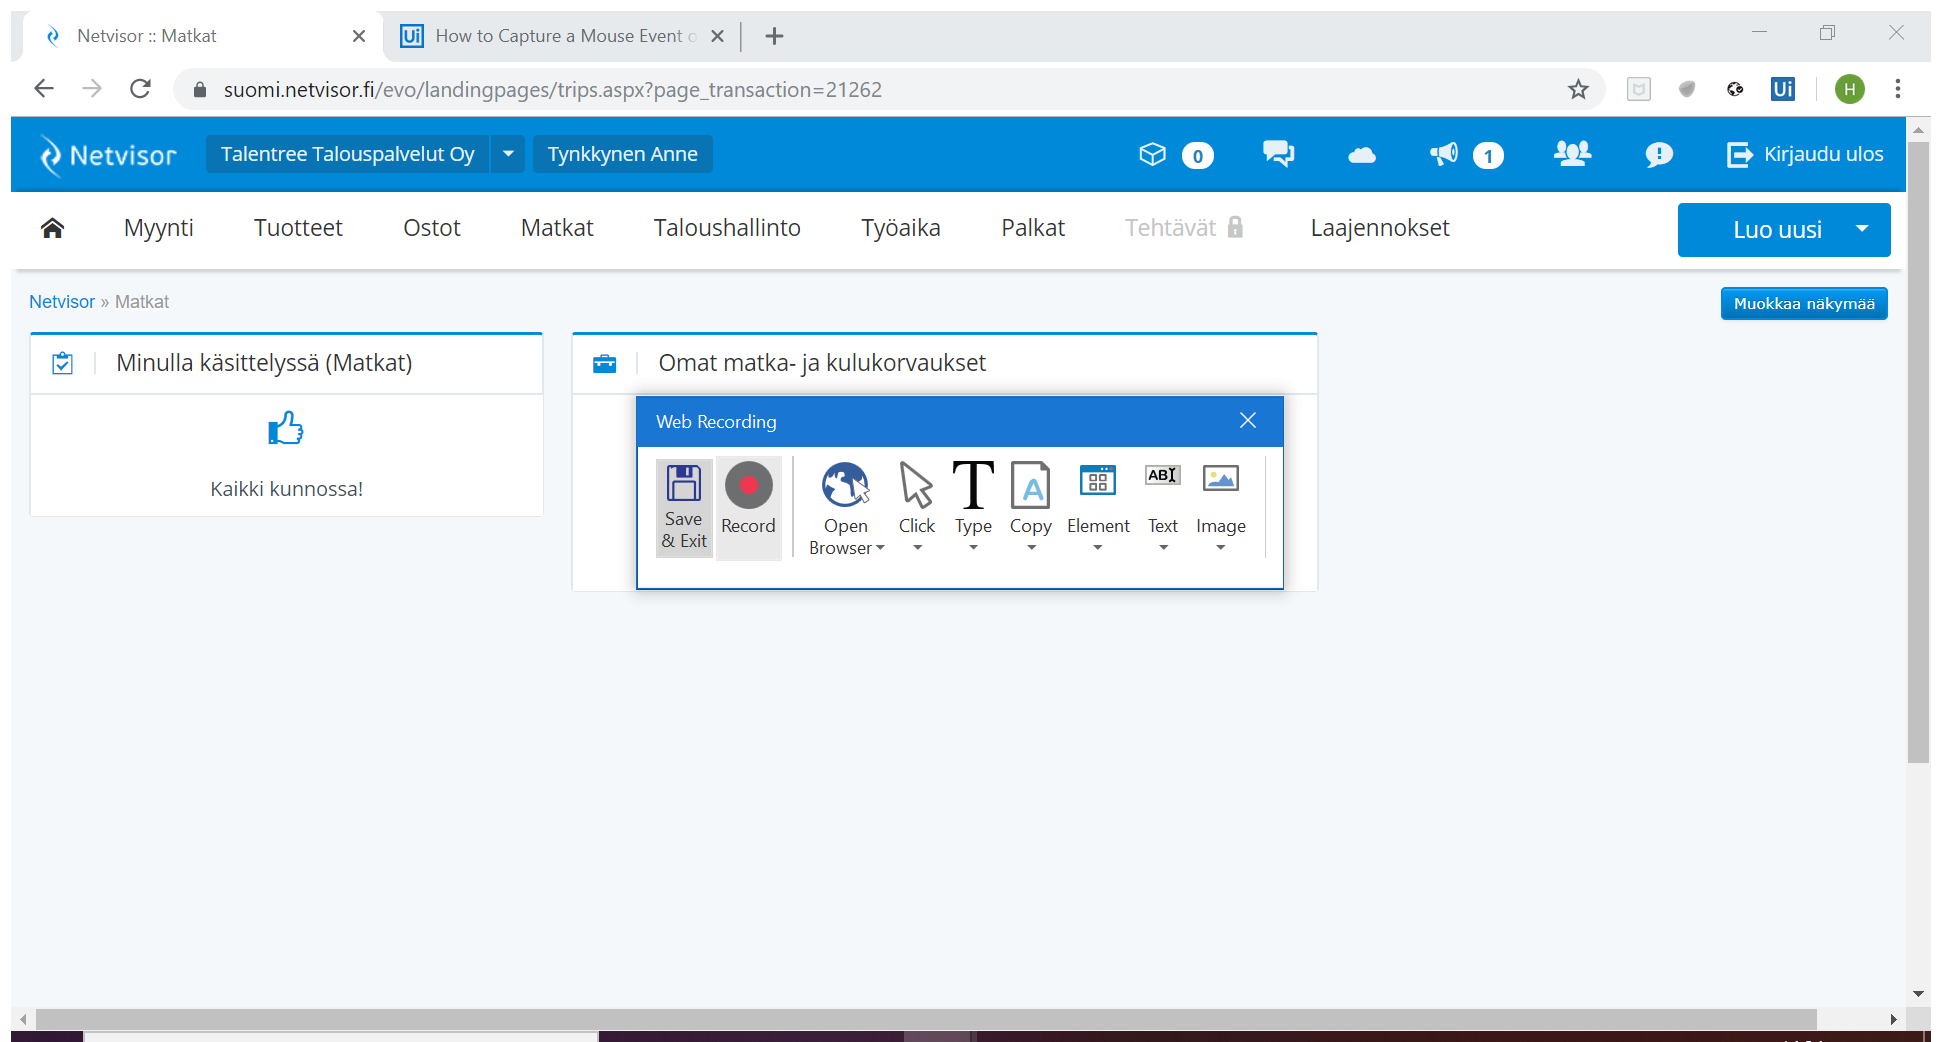 Netvisor :: Matkat
Ui How to Capture a Mouse Event o
suomi.netvisor.fi/evo/landingpages/trips.aspx?page_transaction=21262
Ui H
Netvisor Talentree Talouspalvelut Oy Tynkkynen Anne 0 1 Kirjaudu ulos
Myynti Tuotteet Ostot Matkat Taloushallinto Työaika Palkat Tehtävät Laajennokset Luo uusi
Netvisor » Matkat Muokkaa näkymää
Minulla käsittelyssä (Matkat)
Kaikki kunnossa!
Omat matka- ja kulukorvaukset
Web Recording
ABI
Save & Exit
Record
Open Browser
Click
Type
Copy
Element
Text
Image